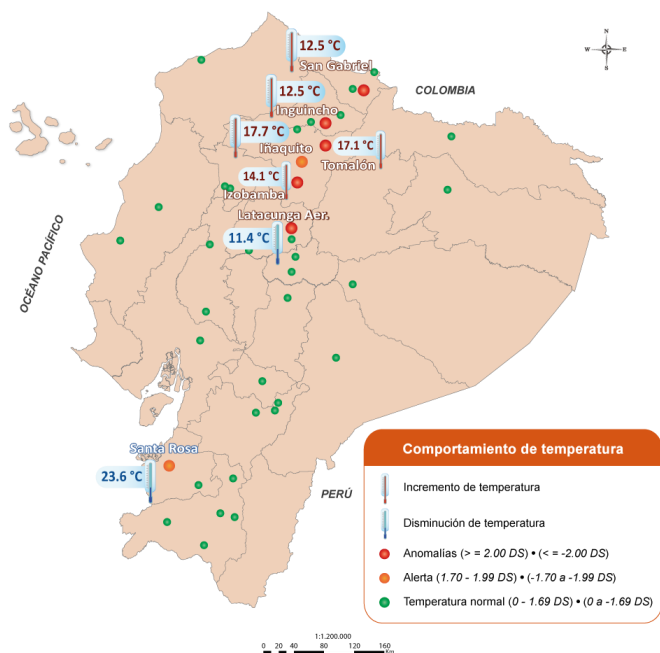 12.5 °C
San Gabriel
N
W E
S
COLOMBIA
12.5 °C
Inguincho
17.7 °C
Iñaquito
17.1 °C
Tomalón
14.1 °C
Izobamba
Latacunga Aer.
11.4 °C
OCÉANO PACÍFICO
Santa Rosa
23.6 °C
PERÚ
Comportamiento de temperatura
Incremento de temperatura
Disminución de temperatura
Anomalías (> = 2.00 DS) • (< = -2.00 DS)
Alerta (1.70 - 1.99 DS) • (-1.70 a -1.99 DS)
Temperatura normal (0 - 1.69 DS) • (0 a -1.69 DS)
1:1.200.000
0 20 40 80 120 160
Km